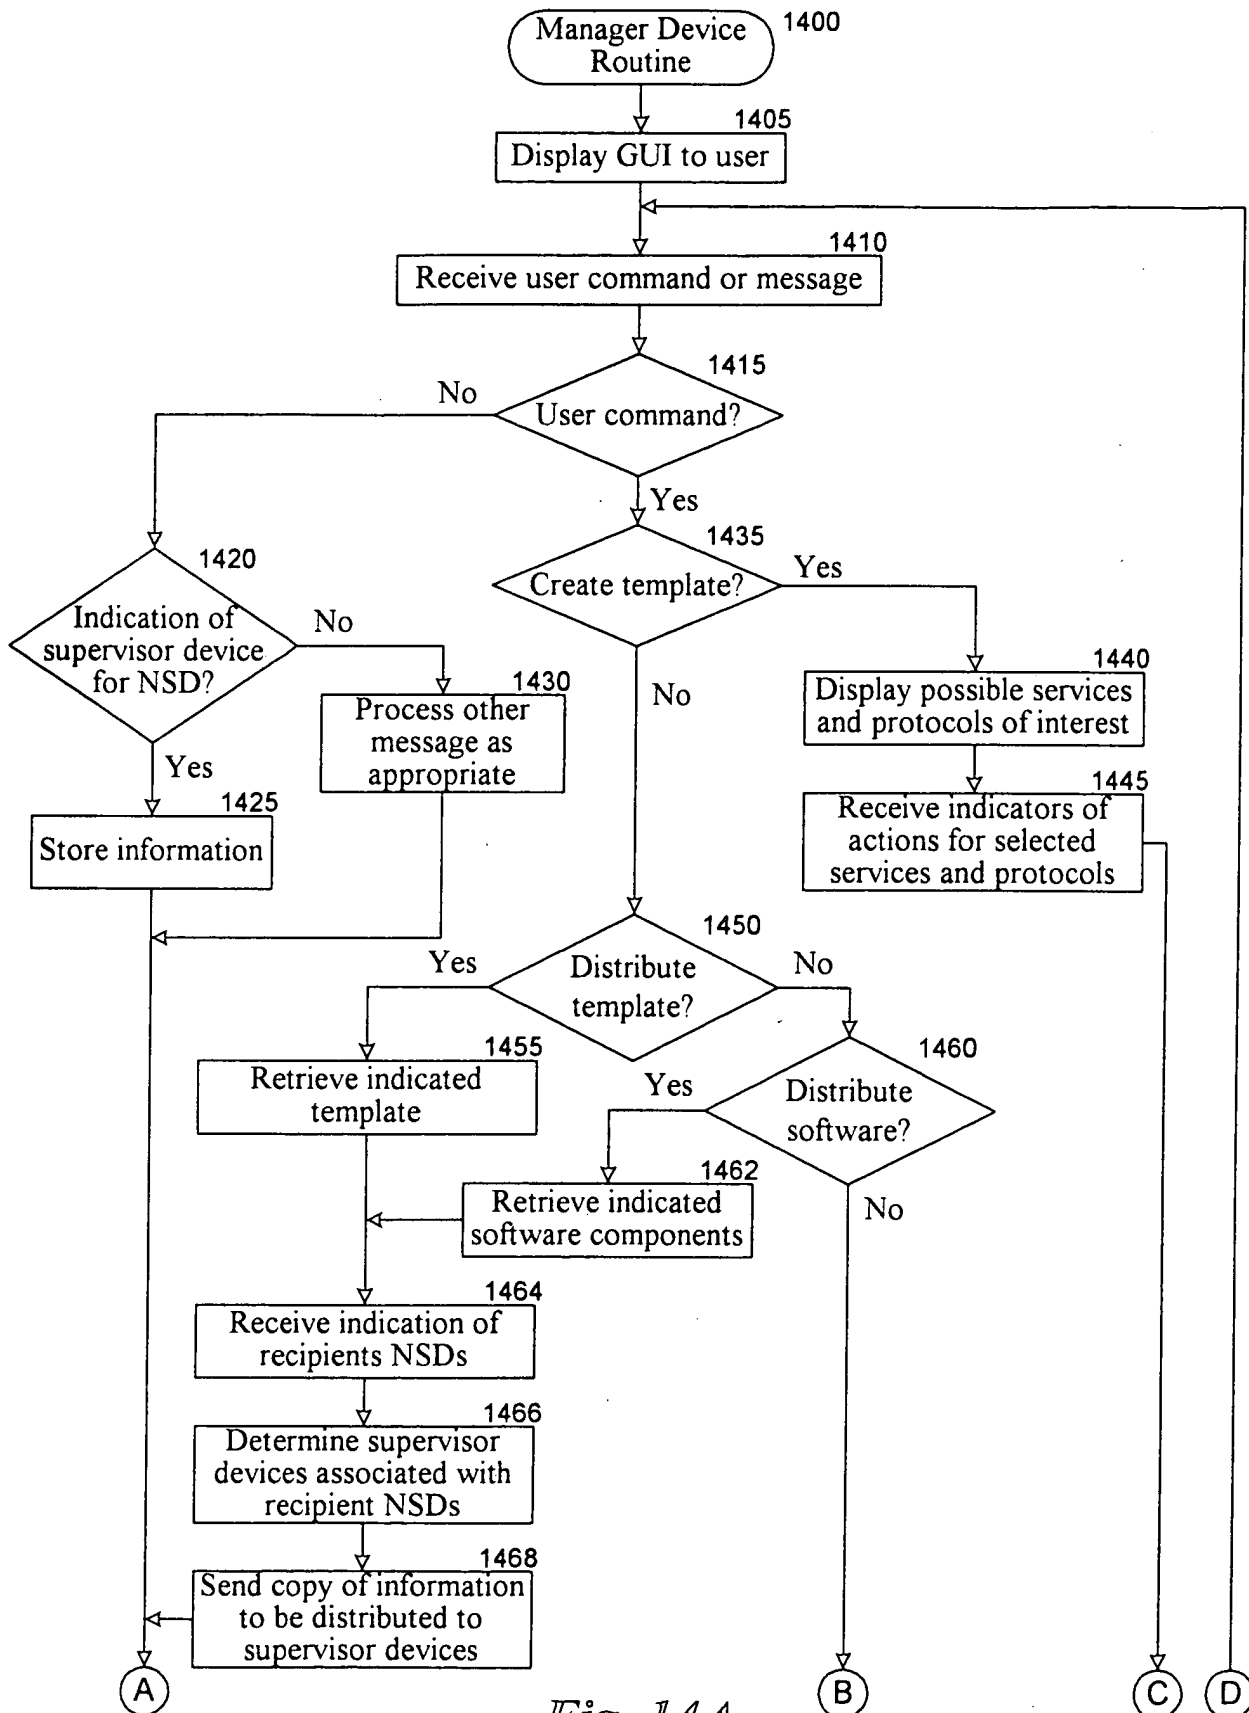 Manager Device
Routine
1400
1405
Display GUI to user
1410
Receive user command or message
1415
User command?
No
Yes
1420
Indication of
supervisor device
for NSD?
No
Yes
1435
Create template?
Yes
No
1430
Process other
message as
appropriate
1425
Store information
1440
Display possible services
and protocols of interest
1445
Receive indicators of
actions for selected
services and protocols
1450
Distribute
template?
Yes
No
1455
Retrieve indicated
template
1460
Distribute
software?
Yes
No
1462
Retrieve indicated
software components
1464
Receive indication of
recipients NSDs
1466
Determine supervisor
devices associated with
recipient NSDs
1468
Send copy of information
to be distributed to
supervisor devices
A
B
C
D
Fig. 14A